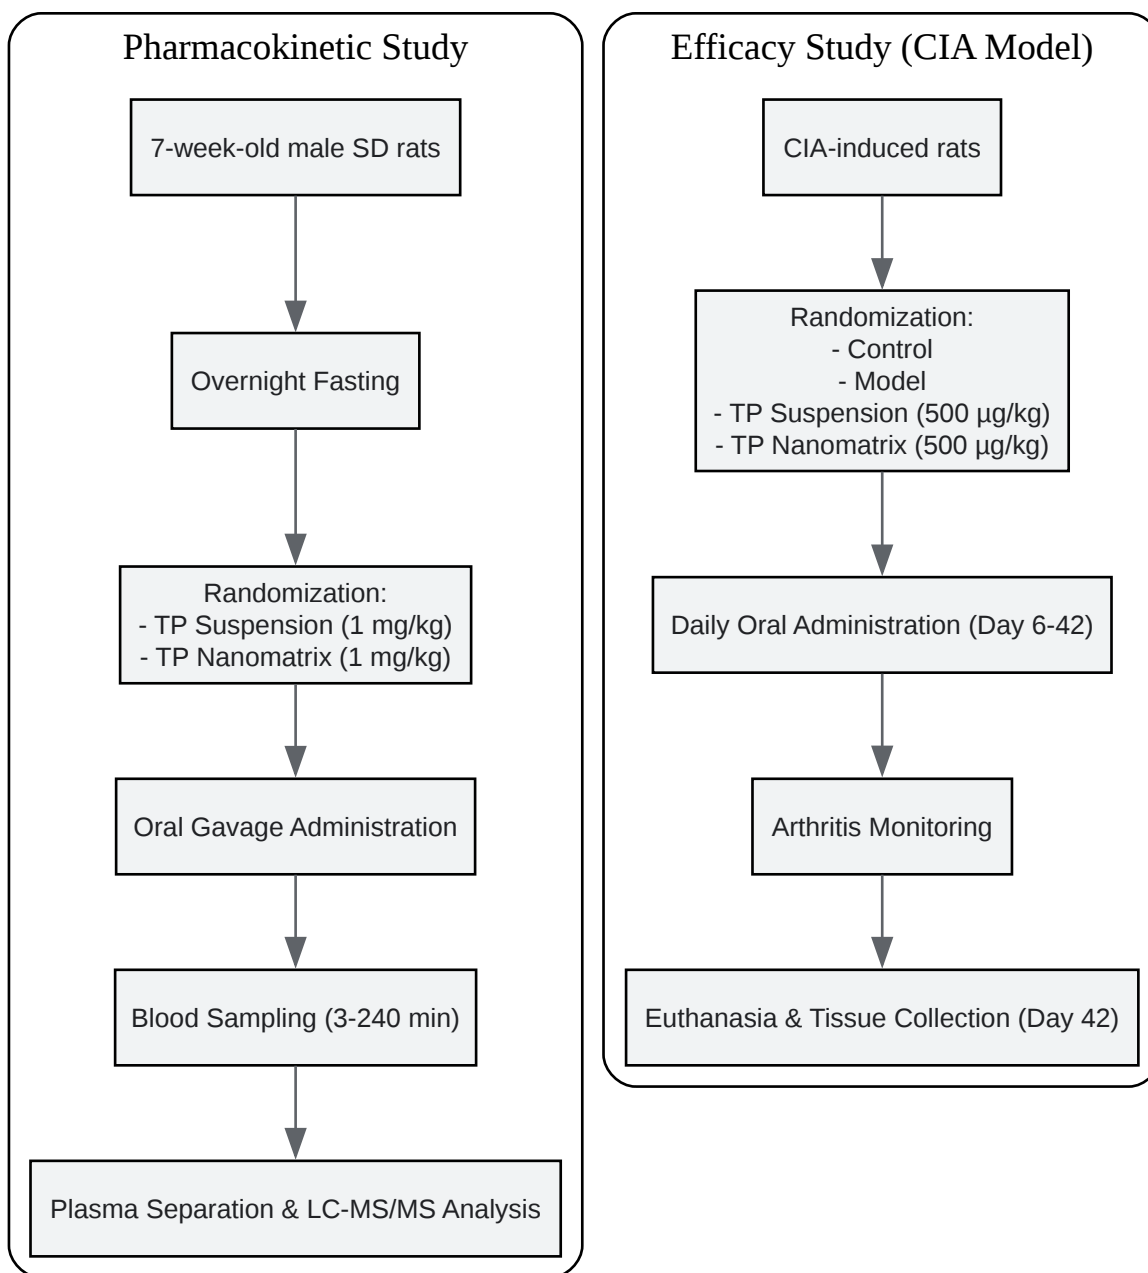 Pharmacokinetic Study
7-week-old male SD rats
Overnight Fasting
Randomization:
- TP Suspension (1 mg/kg)
- TP Nanomatrix (1 mg/kg)
Oral Gavage Administration
Blood Sampling (3-240 min)
Plasma Separation & LC-MS/MS Analysis
Efficacy Study (CIA Model)
CIA-induced rats
Randomization:
- Control
- Model
- TP Suspension (500 µg/kg)
- TP Nanomatrix (500 µg/kg)
Daily Oral Administration (Day 6-42)
Arthritis Monitoring
Euthanasia & Tissue Collection (Day 42)